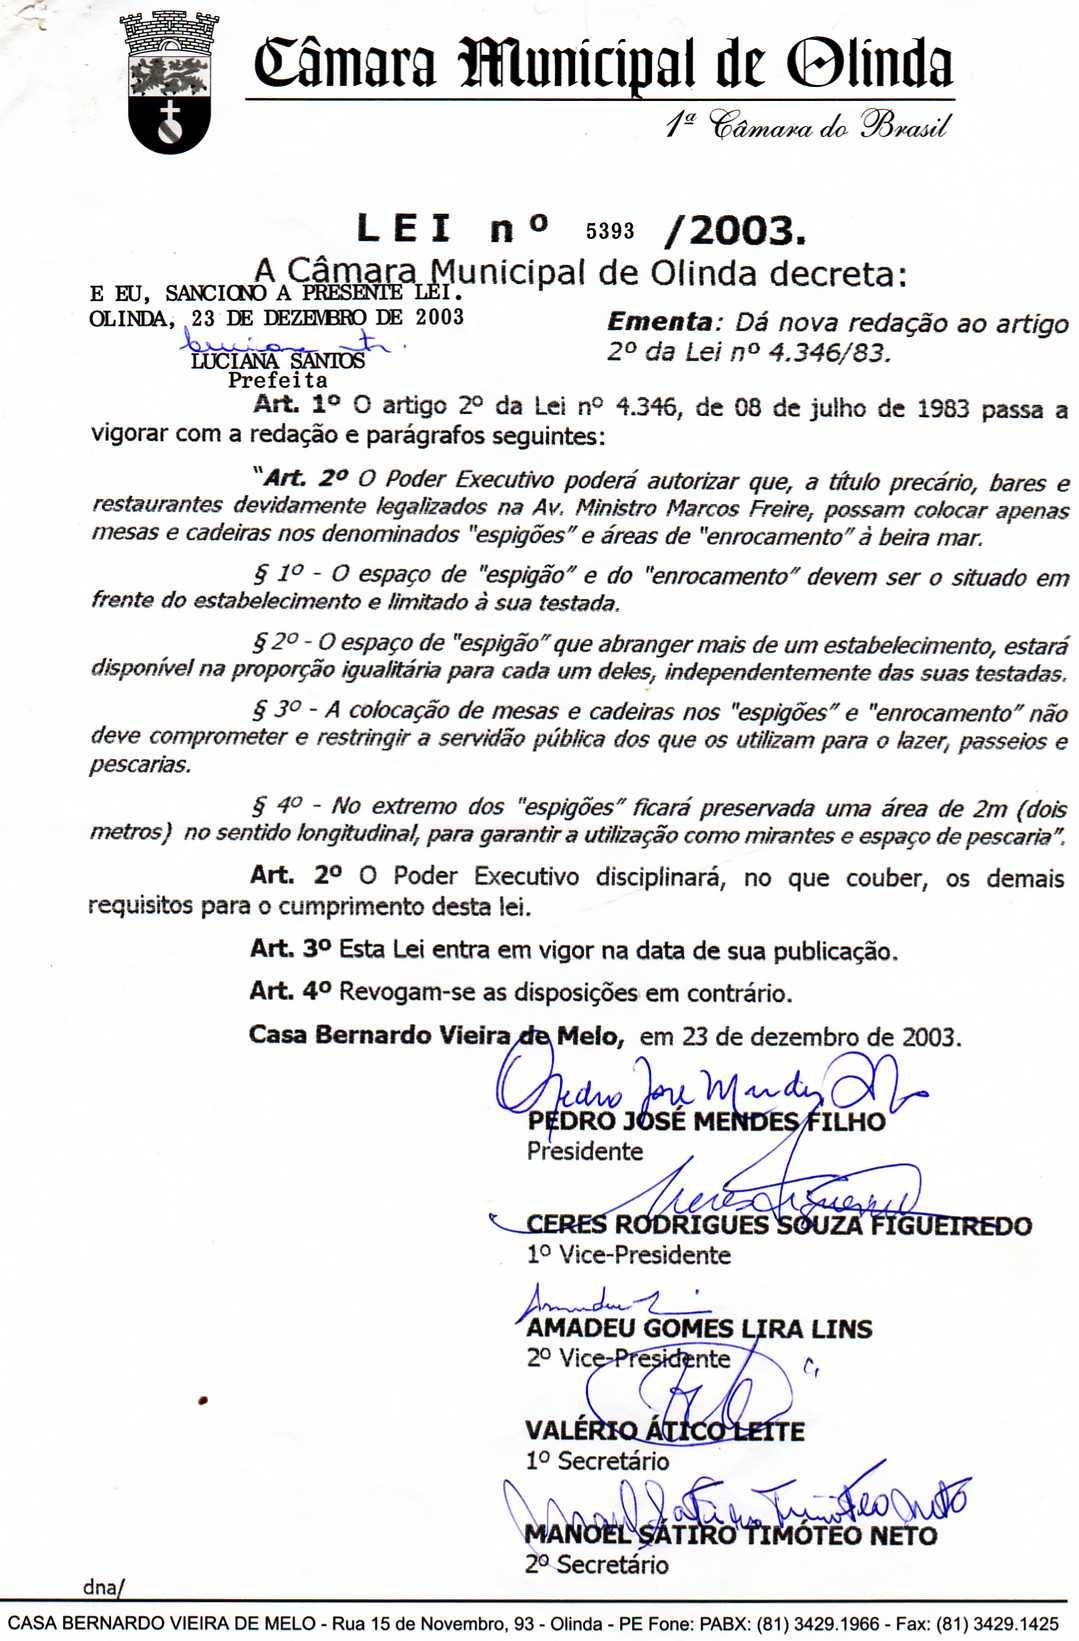 Câmara Municipal de Olinda
1ª Câmara do Brasil
LEI nº 5393 /2003.
A Câmara Municipal de Olinda decreta:
E EU, SANCIONO A PRESENTE LEI.
OLINDA, 23 DE DEZEMBRO DE 2003
LUCIANA SANTOS
Prefeita
Ementa: Dá nova redação ao artigo
2º da Lei nº 4.346/83.
Art. 1º O artigo 2º da Lei nº 4.346, de 08 de julho de 1983 passa a
vigorar com a redação e parágrafos seguintes:
"Art. 2º O Poder Executivo poderá autorizar que, a título precário, bares e
restaurantes devidamente legalizados na Av. Ministro Marcos Freire, possam colocar apenas
mesas e cadeiras nos denominados "espigões" e áreas de "enrocamento" à beira mar.
§ 1º - O espaço de "espigão" e do "enrocamento" devem ser o situado em
frente do estabelecimento e limitado à sua testada.
§ 2º - O espaço de "espigão" que abranger mais de um estabelecimento, estará
disponível na proporção igualitária para cada um deles, independentemente das suas testadas.
§ 3º - A colocação de mesas e cadeiras nos "espigões" e "enrocamento" não
deve comprometer e restringir a servidão pública dos que os utilizam para o lazer, passeios e
pescarias.
§ 4º - No extremo dos "espigões" ficará preservada uma área de 2m (dois
metros) no sentido longitudinal, para garantir a utilização como mirantes e espaço de pescaria".
Art. 2º O Poder Executivo disciplinará, no que couber, os demais
requisitos para o cumprimento desta lei.
Art. 3º Esta Lei entra em vigor na data de sua publicação.
Art. 4º Revogam-se as disposições em contrário.
Casa Bernardo Vieira de Melo, em 23 de dezembro de 2003.
Pedro José Mendes
PEDRO JOSÉ MENDES FILHO
Presidente
Ceres Figueiredo
CERES RODRIGUES SOUZA FIGUEIREDO
1º Vice-Presidente
AMADEU GOMES LIRA LINS
2º Vice-Presidente
VALÉRIO ÁTICO LEITE
1º Secretário
Manoel Sátiro Timóteo Neto
MANOEL SÁTIRO TIMÓTEO NETO
2º Secretário
dna/
CASA BERNARDO VIEIRA DE MELO - Rua 15 de Novembro, 93 - Olinda - PE Fone: PABX: (81) 3429.1966 - Fax: (81) 3429.1425